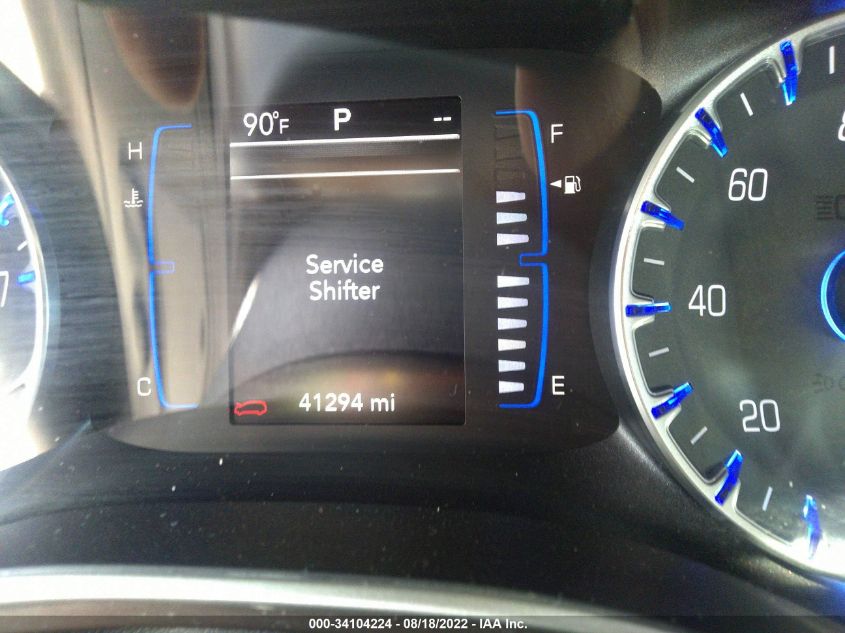 90°F P --
H F
60
Service
Shifter
40
C E
41294 mi
20
000-34104224 - 08/18/2022 - IAA Inc.